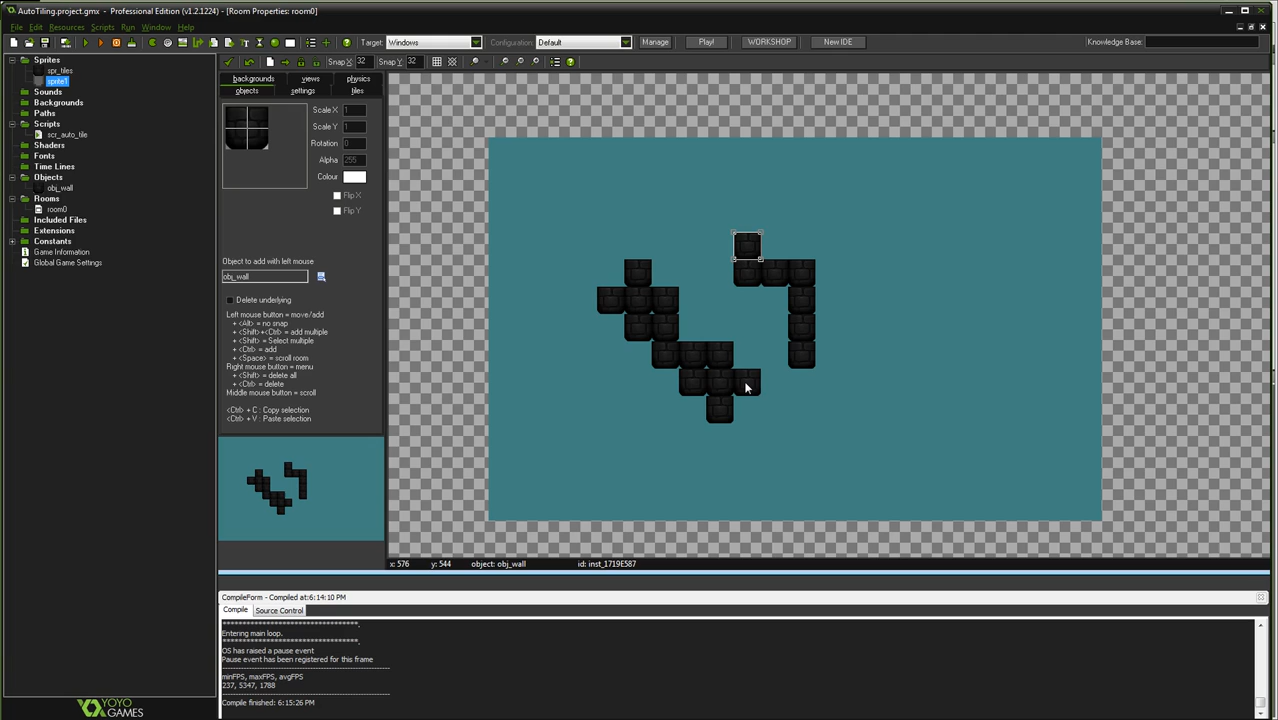 AutoTiling.project.gmx - Professional Edition (v1.2.1224) - [Room Properties: room0]
File Edit Resources Scripts Run Window Help
Target: Windows Configuration: Default Manage Play! WORKSHOP New IDE Knowledge Base:
Sprites
spr_tiles
sprite1
Sounds
Backgrounds
Paths
Scripts
scr_auto_tile
Shaders
Fonts
Time Lines
Objects
obj_wall
Rooms
room0
Included Files
Extensions
Constants
Game Information
Global Game Settings
Snap X 32 Snap Y 32
backgrounds views physics
objects settings tiles
Scale X 1
Scale Y 1
Rotation 0
Alpha 255
Colour
Flip X
Flip Y
Object to add with left mouse
obj_wall
Delete underlying
Left mouse button = move/add
+ <Alt> = no snap
+ <Shift>+<Ctrl> = add multiple
+ <Shift> = Select multiple
+ <Ctrl> = add
+ <Space> = scroll room
Right mouse button = menu
+ <Shift> = delete all
+ <Ctrl> = delete
Middle mouse button = scroll
<Ctrl> + C : Copy selection
<Ctrl> + V : Paste selection
x: 576 y: 544 object: obj_wall id: inst_1719E587
CompileForm - Compiled at:6:14:10 PM
Compile Source Control
***********************************.
Entering main loop.
***********************************.
OS has raised a pause event
Pause event has been registered for this frame
minFPS, maxFPS, avgFPS
237, 5347, 1788
Compile finished: 6:15:26 PM
YOYO
GAMES